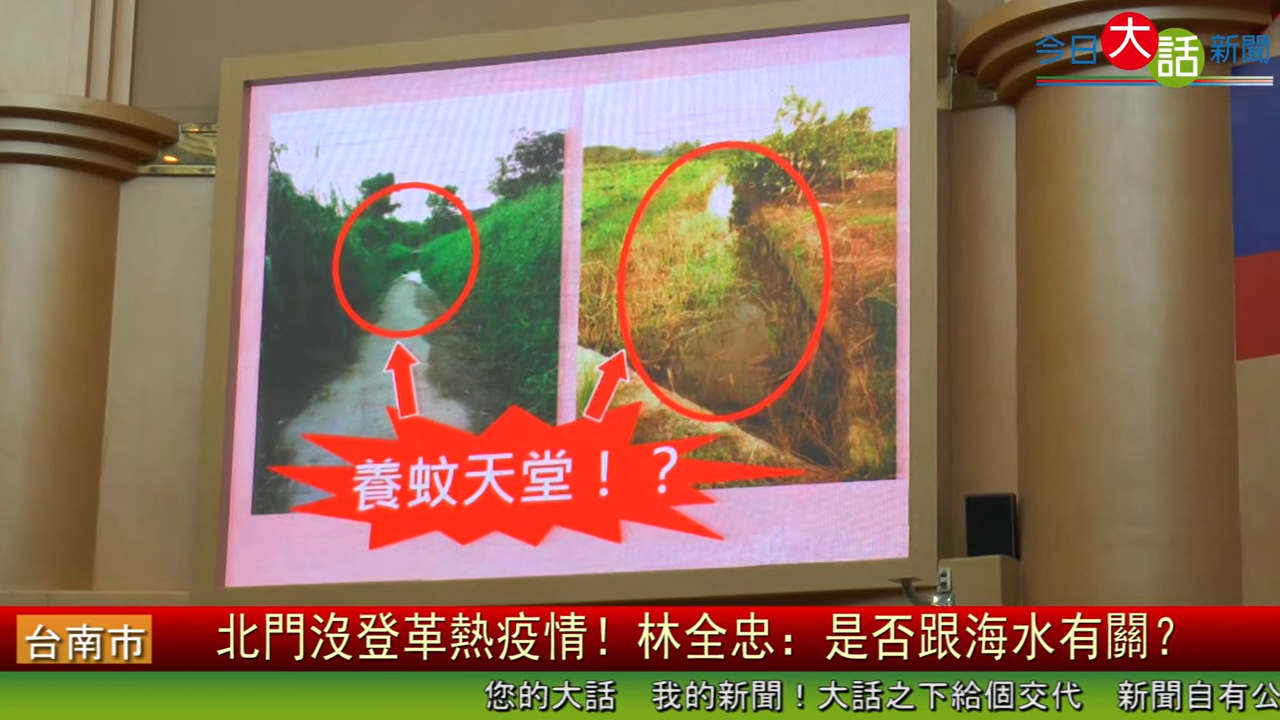 今日大話新聞
養蚊天堂！？
台南市
北門沒登革熱疫情！林全忠：是否跟海水有關？
您的大話　我的新聞！大話之下給個交代　新聞自有公